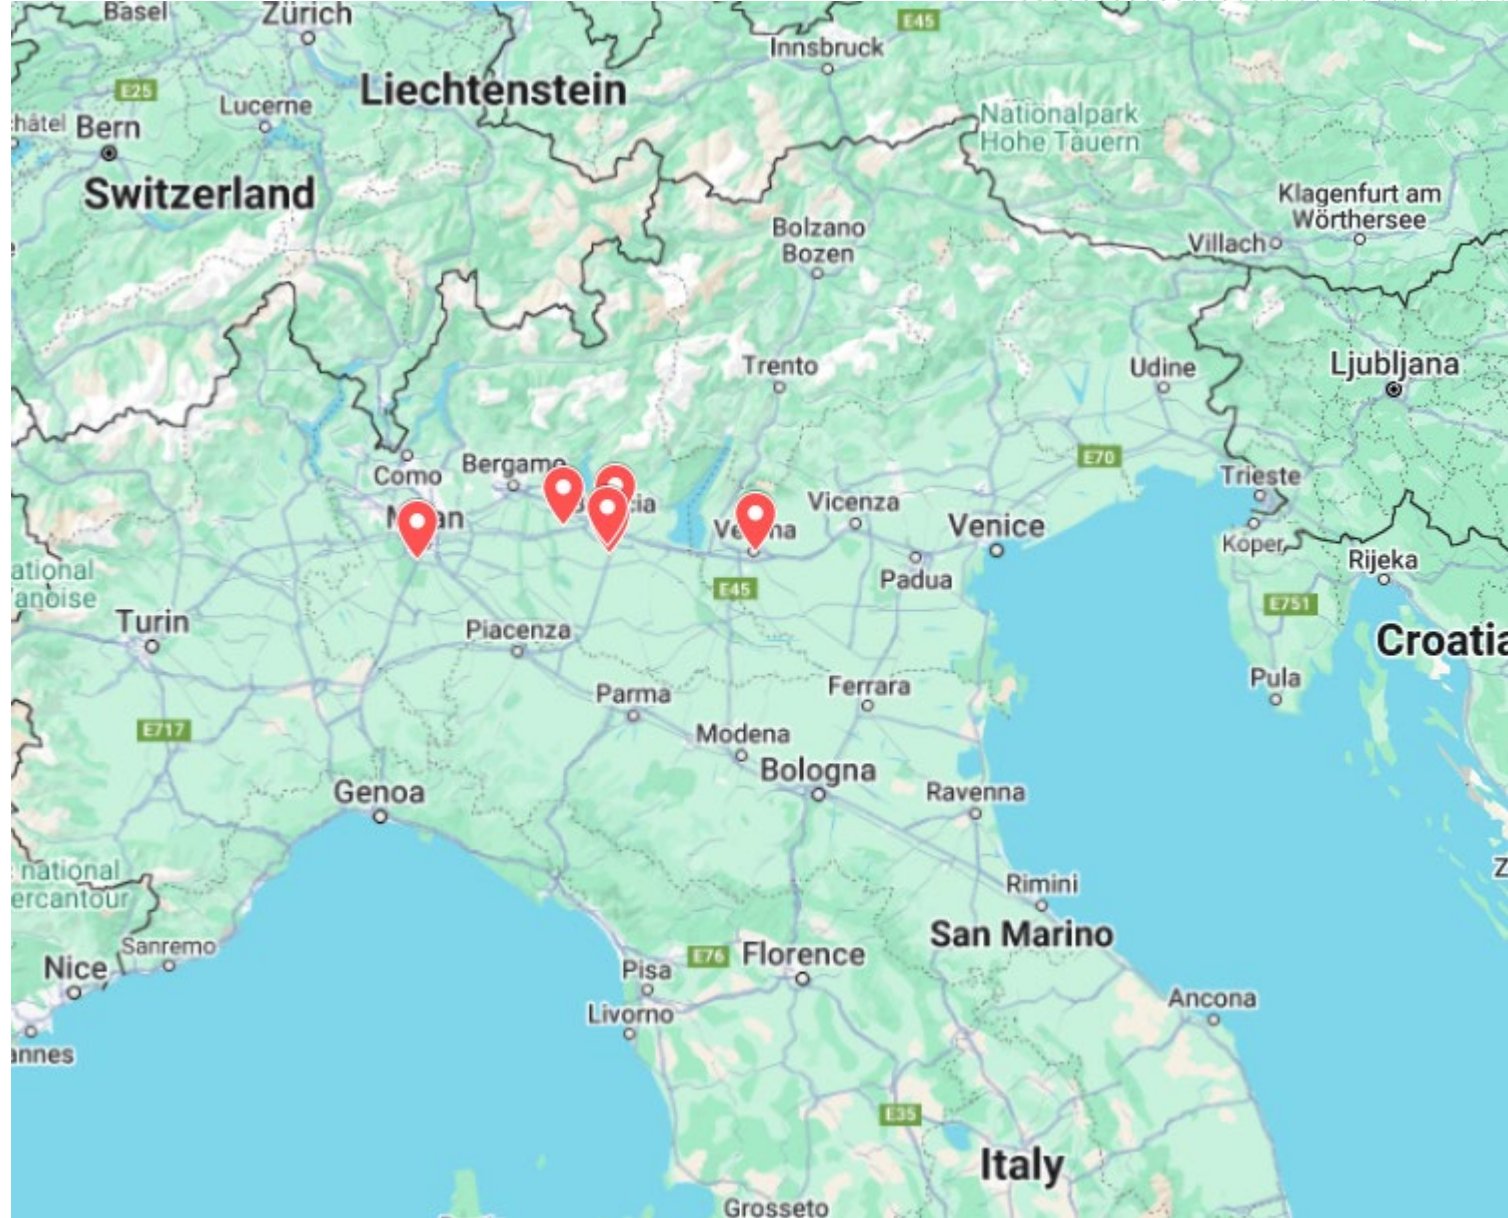 Basel
Zürich
E45
Innsbruck
E25
Liechtenstein
Lucerne
Nationalpark
Hohe Tauern
Bern
Switzerland
Klagenfurt am
Wörthersee
Bolzano
Bozen
Villach
Trento
Udine
Ljubljana
E70
Como
Bergamo
Trieste
Vicenza
Venice
Koper
Rijeka
Padua
E45
E751
Turin
Piacenza
Croatia
Parma
Ferrara
Pula
E717
Modena
Bologna
Genoa
Ravenna
national
Rimini
San Marino
Sanremo
Nice
E76
Florence
Pisa
Livorno
Ancona
E35
Italy
Grosseto